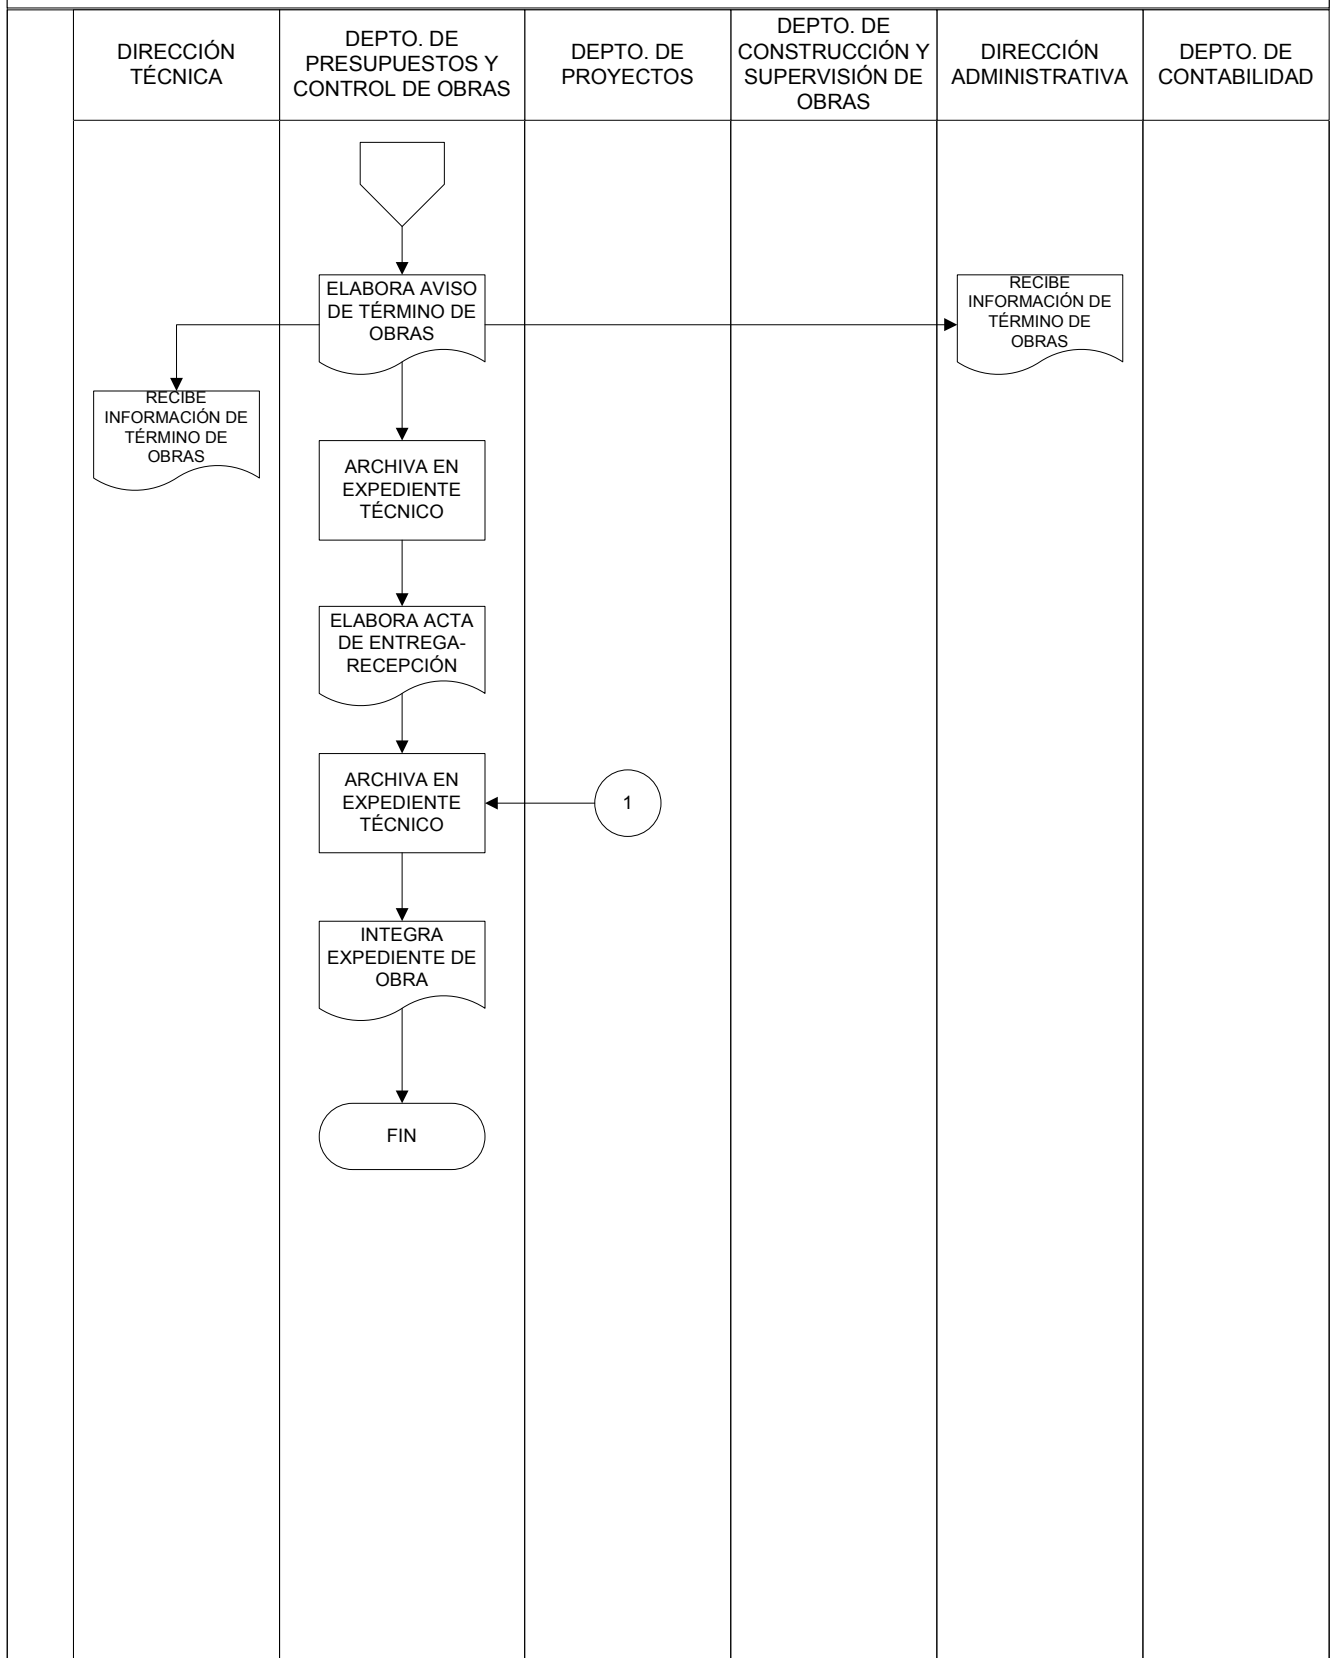 DIRECCIÓN
TÉCNICA
DEPTO. DE
PRESUPUESTOS Y
CONTROL DE OBRAS
DEPTO. DE
PROYECTOS
DEPTO. DE
CONSTRUCCIÓN Y
SUPERVISIÓN DE
OBRAS
DIRECCIÓN
ADMINISTRATIVA
DEPTO. DE
CONTABILIDAD
ELABORA AVISO
DE TÉRMINO DE
OBRAS
RECIBE
INFORMACIÓN DE
TÉRMINO DE
OBRAS
RECIBE
INFORMACIÓN DE
TÉRMINO DE
OBRAS
ARCHIVA EN
EXPEDIENTE
TÉCNICO
ELABORA ACTA
DE ENTREGA-
RECEPCIÓN
ARCHIVA EN
EXPEDIENTE
TÉCNICO
1
INTEGRA
EXPEDIENTE DE
OBRA
FIN